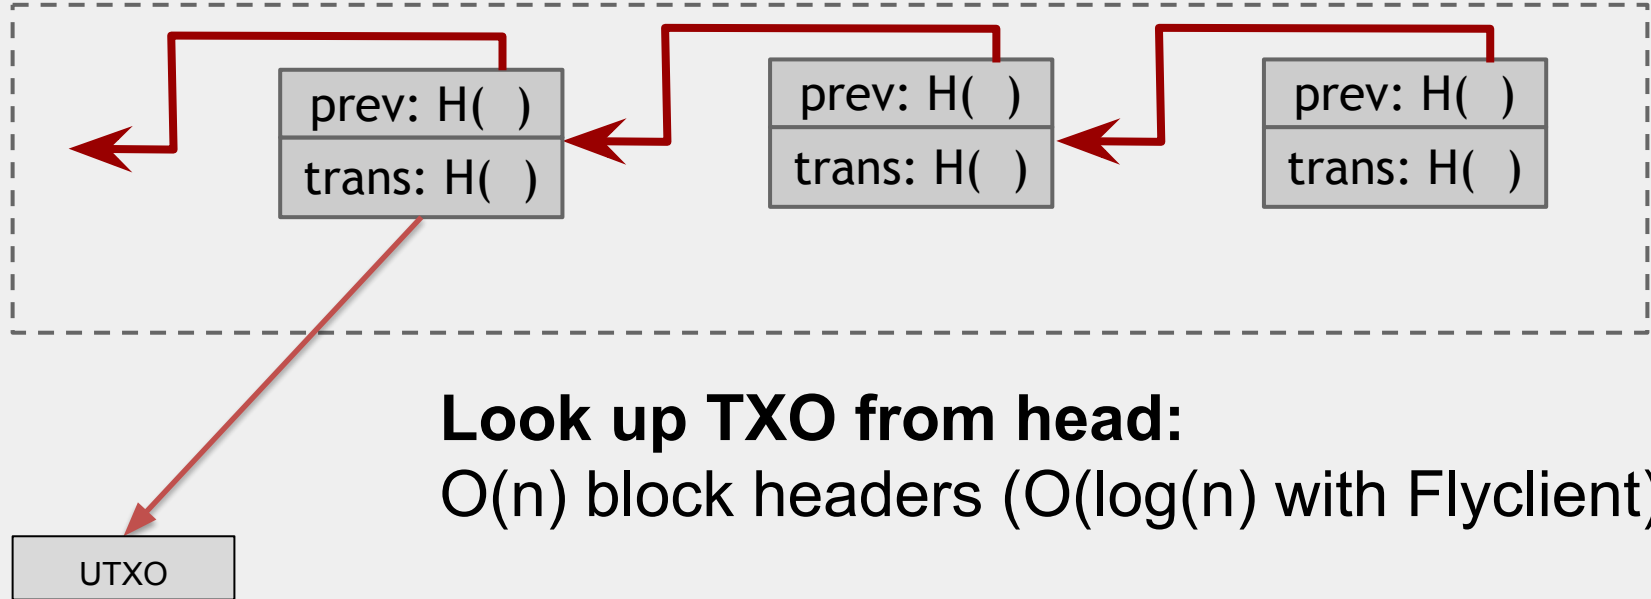 prev: H( )
trans: H( )
prev: H( )
trans: H( )
prev: H( )
trans: H( )
Look up TXO from head:
O(n) block headers (O(log(n) with Flyclient)
UTXO